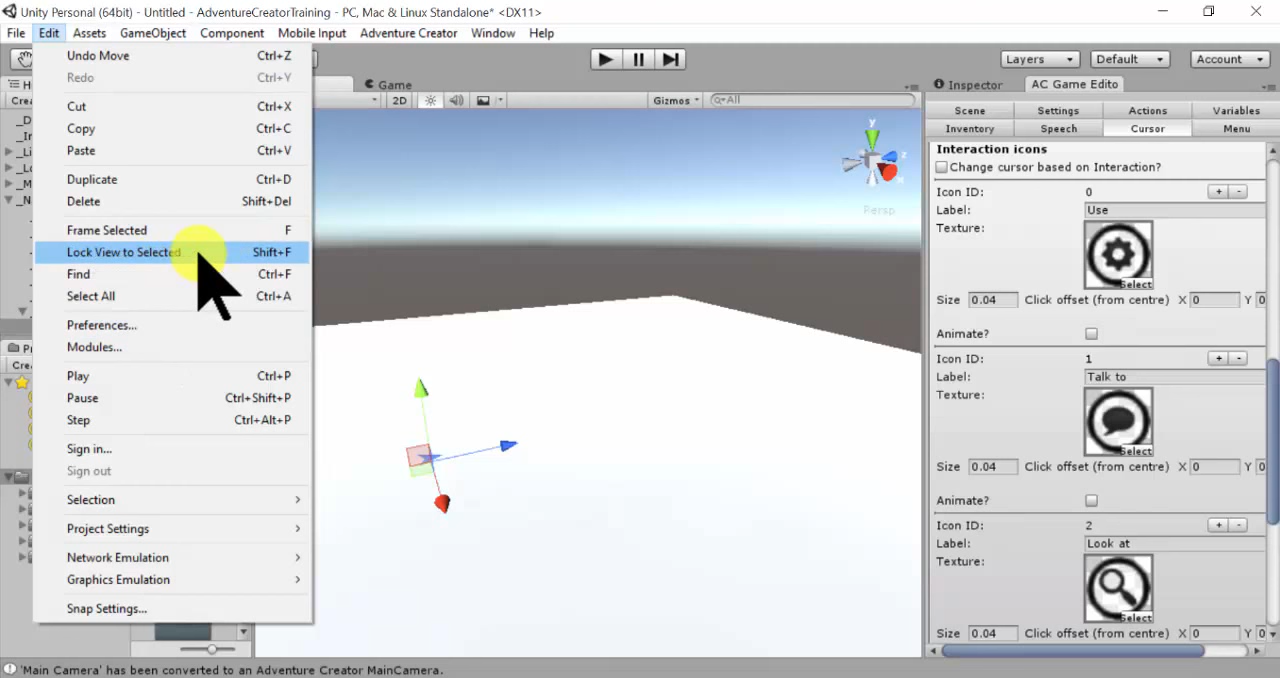 Unity Personal (64bit) - Untitled - AdventureCreatorTraining - PC, Mac & Linux Standalone* <DX11>
File Edit Assets GameObject Component Mobile Input Adventure Creator Window Help
Layers Default Account
Undo Move Ctrl+Z
Redo Ctrl+Y
Cut Ctrl+X
Copy Ctrl+C
Paste Ctrl+V
Duplicate Ctrl+D
Delete Shift+Del
Frame Selected F
Lock View to Selected Shift+F
Find Ctrl+F
Select All Ctrl+A
Preferences...
Modules...
Play Ctrl+P
Pause Ctrl+Shift+P
Step Ctrl+Alt+P
Sign in...
Sign out
Selection
Project Settings
Network Emulation
Graphics Emulation
Snap Settings...
Game
2D Gizmos All
y
z
x
Persp
Inspector AC Game Edito
Scene Settings Actions Variables
Inventory Speech Cursor Menu
Interaction icons
Change cursor based on Interaction?
Icon ID: 0 + -
Label: Use
Texture:
Select
Size 0.04 Click offset (from centre) X 0 Y 0
Animate?
Icon ID: 1 + -
Label: Talk to
Texture:
Select
Size 0.04 Click offset (from centre) X 0 Y 0
Animate?
Icon ID: 2 + -
Label: Look at
Texture:
Select
Size 0.04 Click offset (from centre) X 0 Y 0
'Main Camera' has been converted to an Adventure Creator MainCamera.